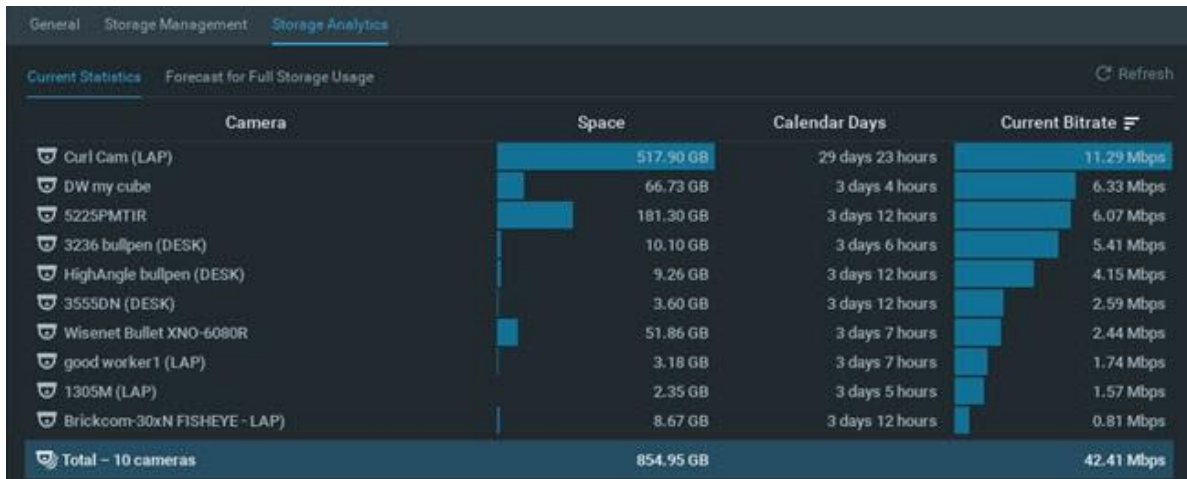 General Storage Management Storage Analytics
Current Statistics Forecast for Full Storage Usage Refresh
Camera Space Calendar Days Current Bitrate
Curl Cam (LAP) 517.90 GB 29 days 23 hours 11.29 Mbps
DW my cube 66.73 GB 3 days 4 hours 6.33 Mbps
5225PMTIR 181.30 GB 3 days 12 hours 6.07 Mbps
3236 bullpen (DESK) 10.10 GB 3 days 6 hours 5.41 Mbps
HighAngle bullpen (DESK) 9.26 GB 3 days 12 hours 4.15 Mbps
3555DN (DESK) 3.60 GB 3 days 12 hours 2.59 Mbps
Wisenet Bullet XNO-6080R 51.86 GB 3 days 7 hours 2.44 Mbps
good worker1 (LAP) 3.18 GB 3 days 7 hours 1.74 Mbps
1305M (LAP) 2.35 GB 3 days 5 hours 1.57 Mbps
Brickcom-30xN FISHEYE - LAP) 8.67 GB 3 days 12 hours 0.81 Mbps
Total – 10 cameras 854.95 GB 42.41 Mbps